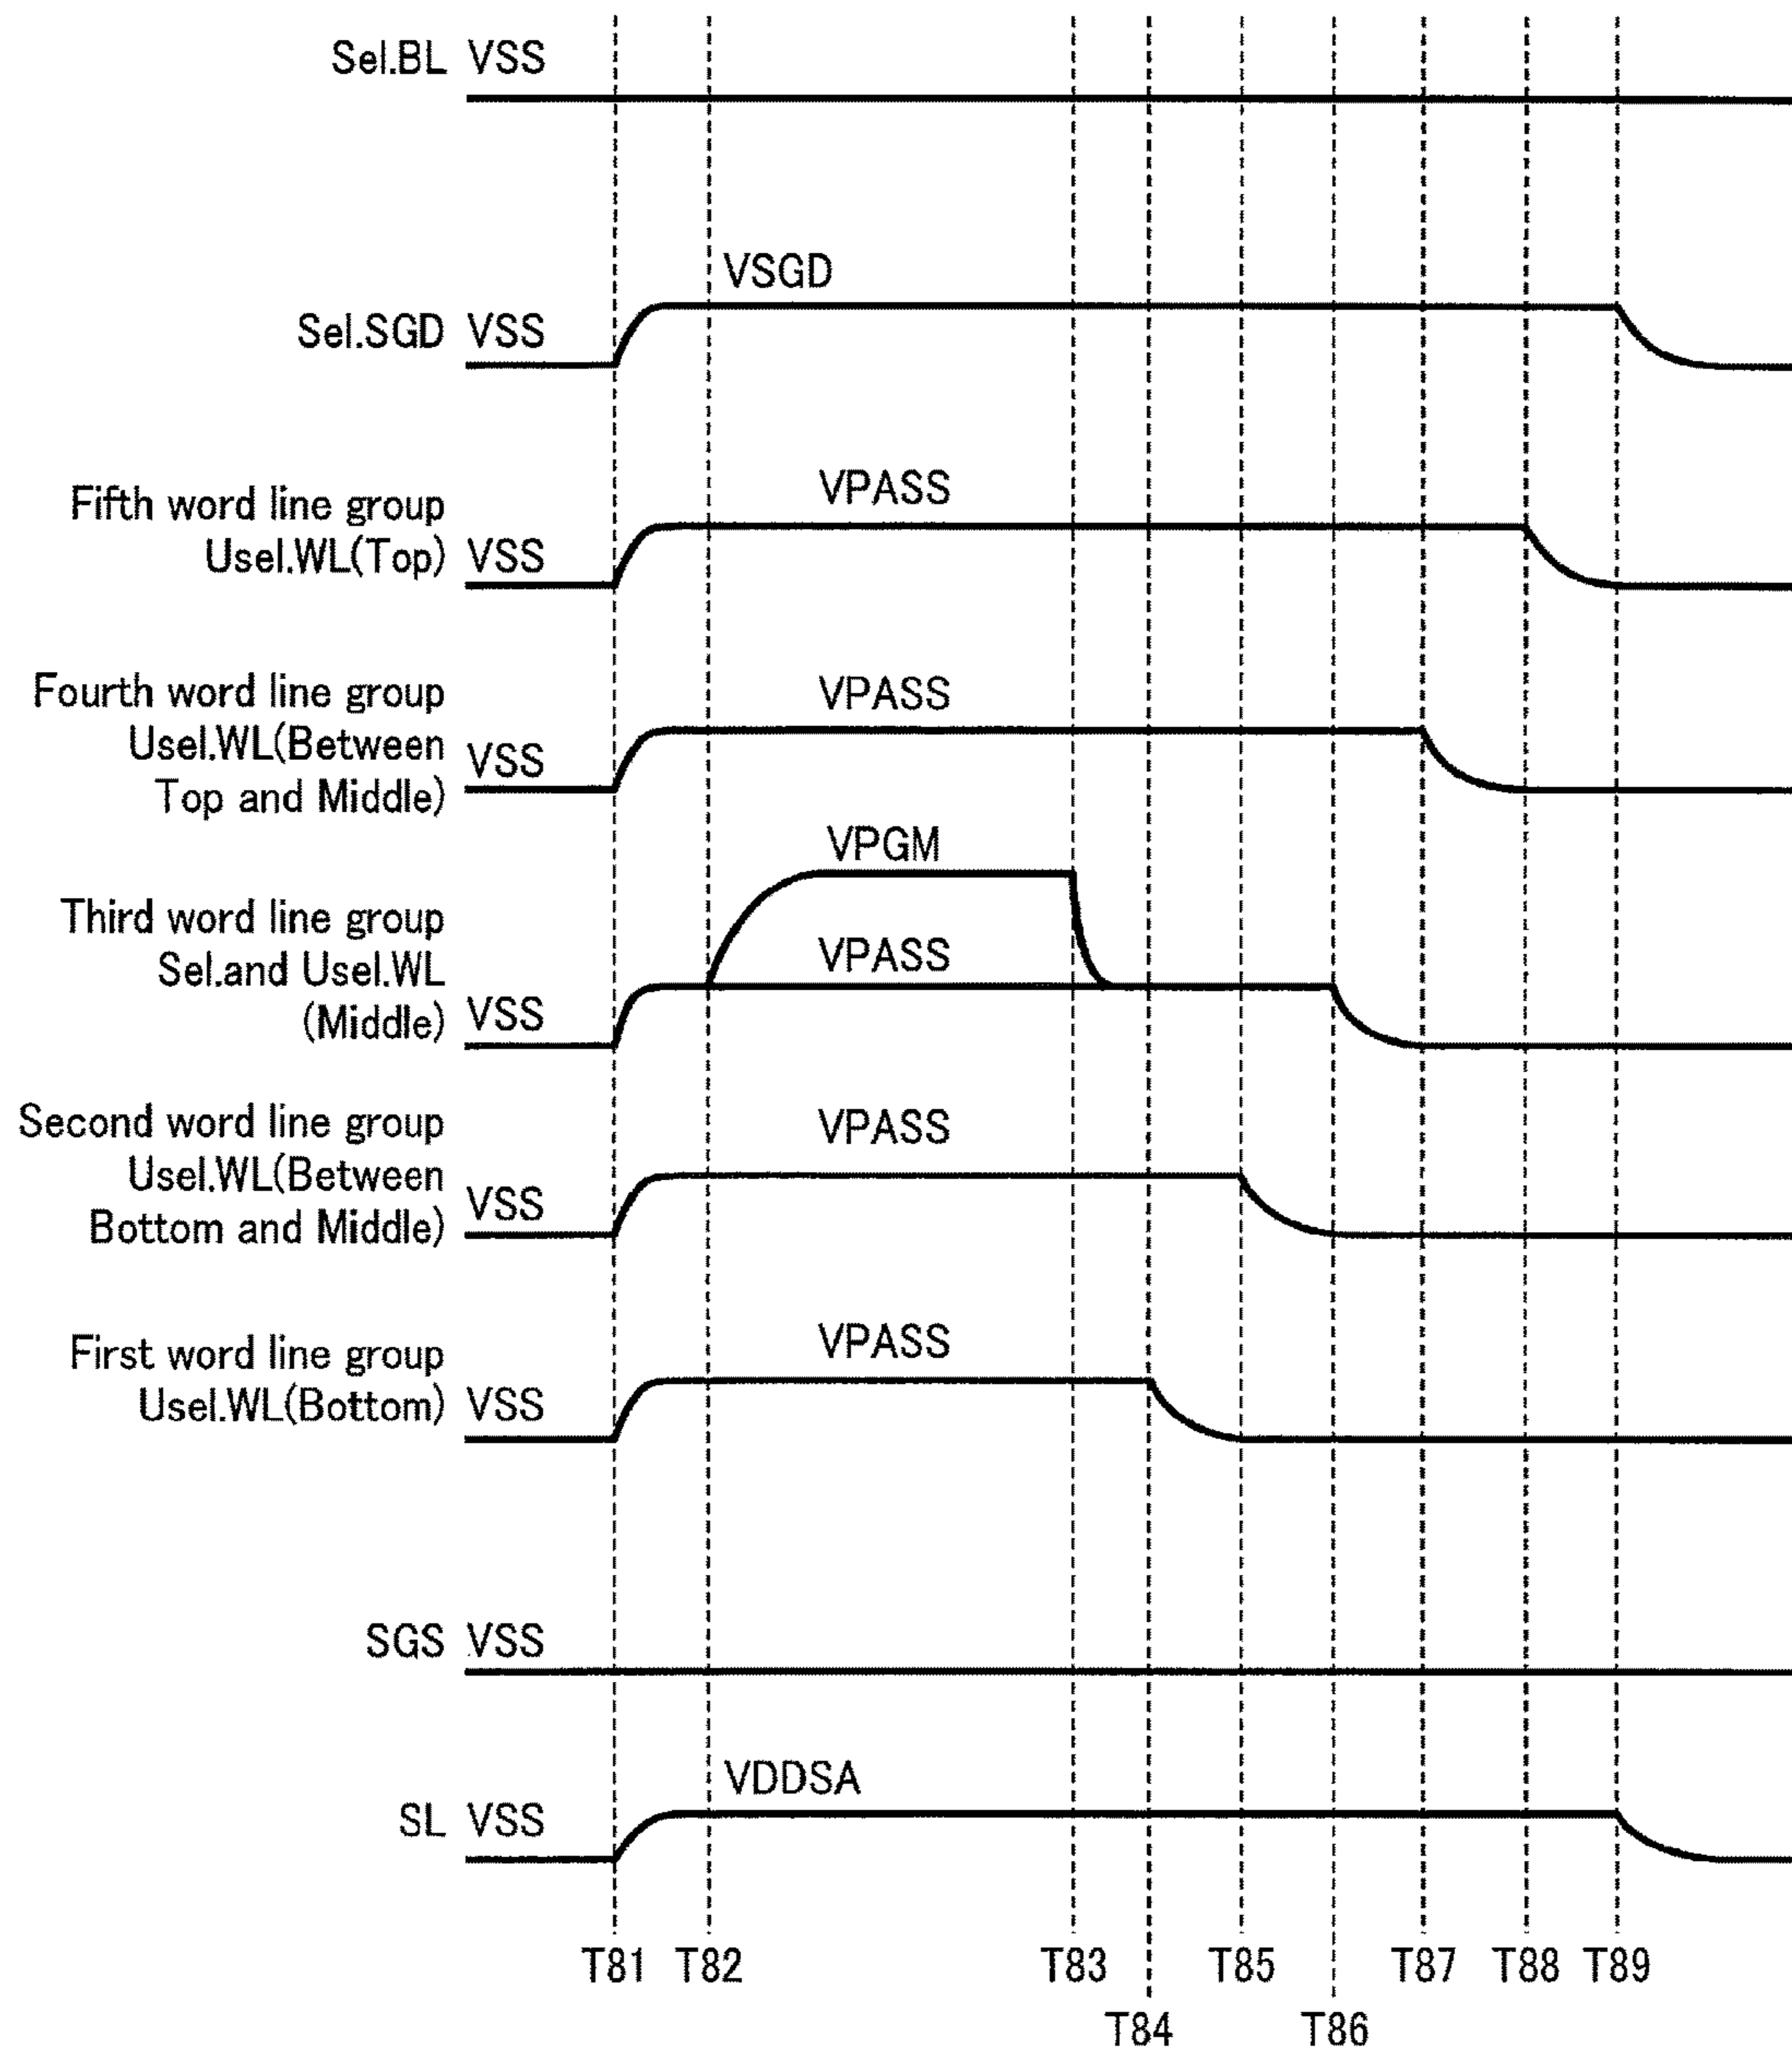 Sel.BL VSS
VSGD
Sel.SGD VSS
VPASS
Fifth word line group
Usel.WL(Top) VSS
VPASS
Fourth word line group
Usel.WL(Between
Top and Middle)
VSS
VPGM
Third word line group
Sel.and Usel.WL
(Middle) VSS
VPASS
VPASS
Second word line group
Usel.WL(Between
Bottom and Middle)
VSS
VPASS
First word line group
Usel.WL(Bottom) VSS
SGS VSS
VDDSA
SL VSS
T81 T82 T83 T85 T87 T88 T89
T84 T86